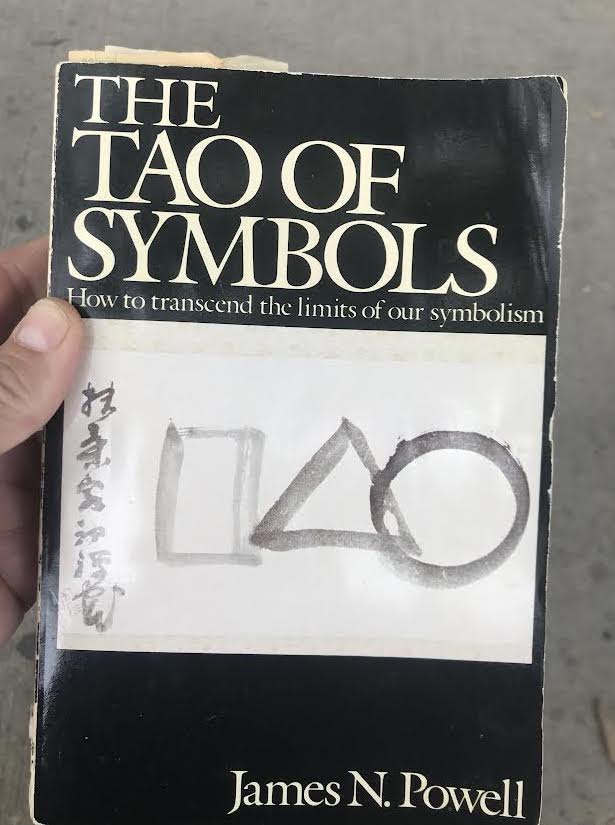 THE
TAO OF
SYMBOLS
How to transcend the limits of our symbolism
James N. Powell